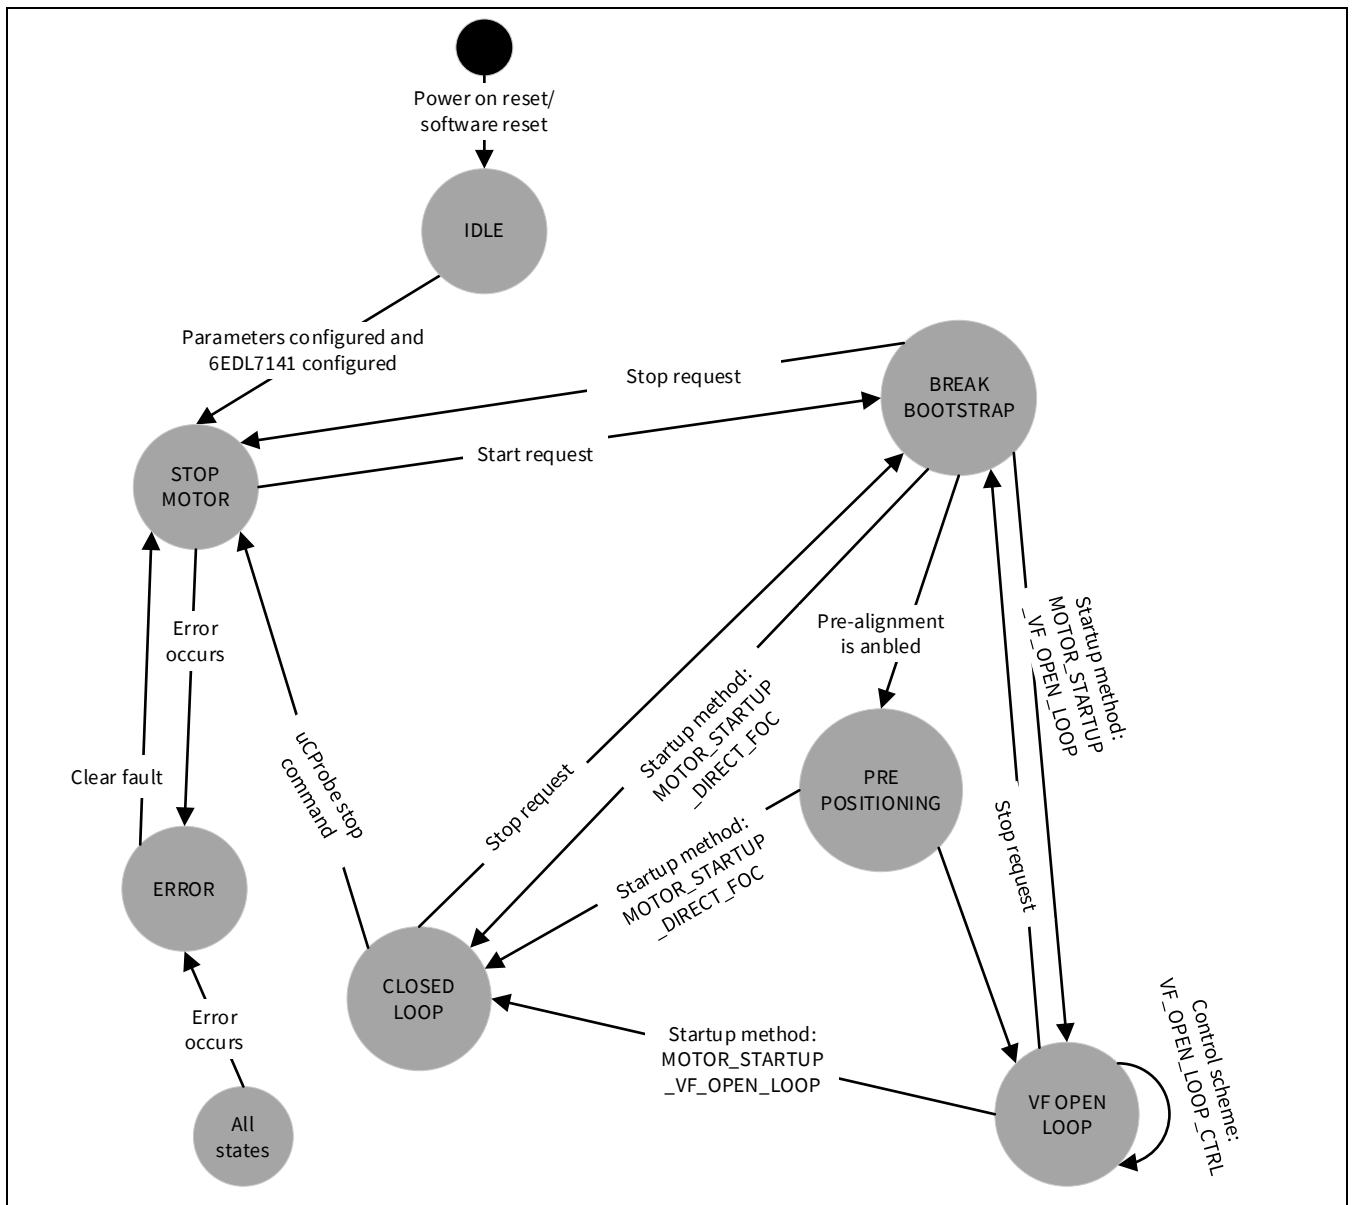 Power on reset/
software reset
IDLE
Parameters configured and
6EDL7141 configured
Stop request
BREAK
BOOTSTRAP
Start request
STOP
MOTOR
Error
occurs
Pre-alignment
is anbled
Startup method:
MOTOR_STARTUP
_VF_OPEN_LOOP
Startup method:
MOTOR_STARTUP
_DIRECT_FOC
Clear fault
uCProbe stop
command
Stop request
PRE
POSITIONING
Stop request
Startup method:
MOTOR_STARTUP
_DIRECT_FOC
ERROR
CLOSED
LOOP
Error
occurs
Startup method:
MOTOR_STARTUP
_VF_OPEN_LOOP
Control scheme:
VF_OPEN_LOOP_CTRL
VF OPEN
LOOP
All
states